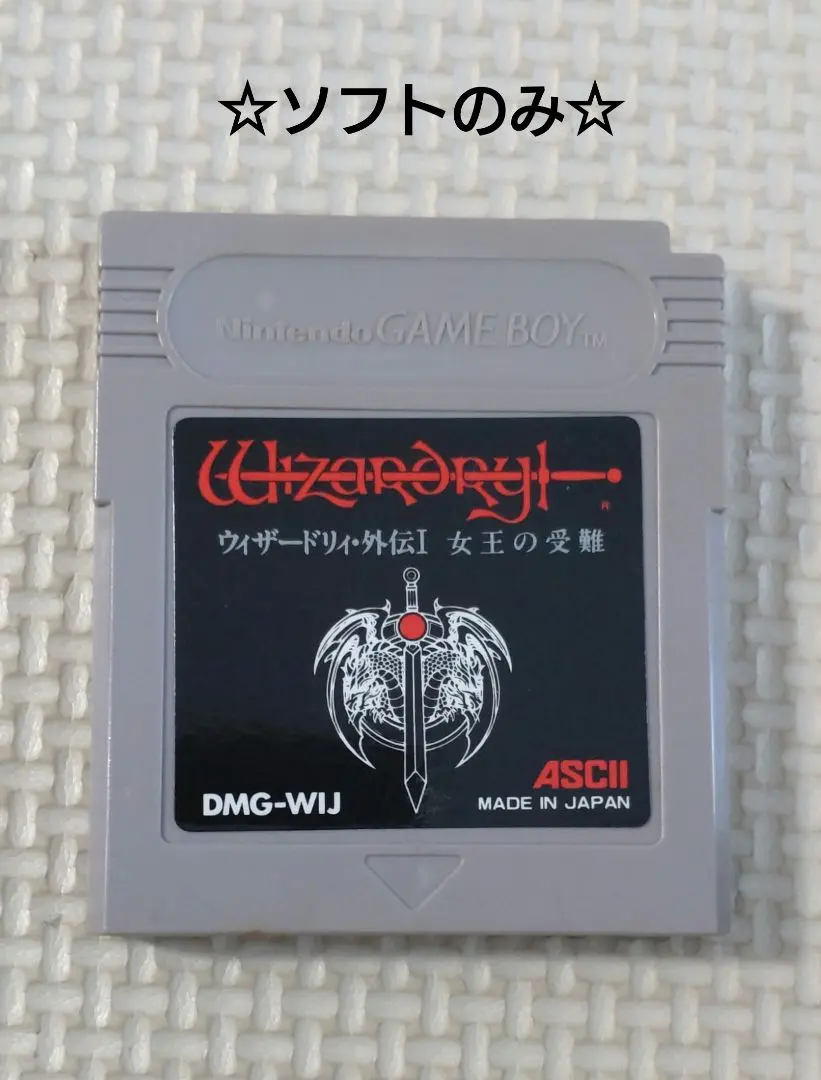 ☆ソフトのみ☆
Nintendo GAME BOY TM
Wizardry
R
ウィザードリィ・外伝I 女王の受難
ASCII
DMG-WIJ MADE IN JAPAN